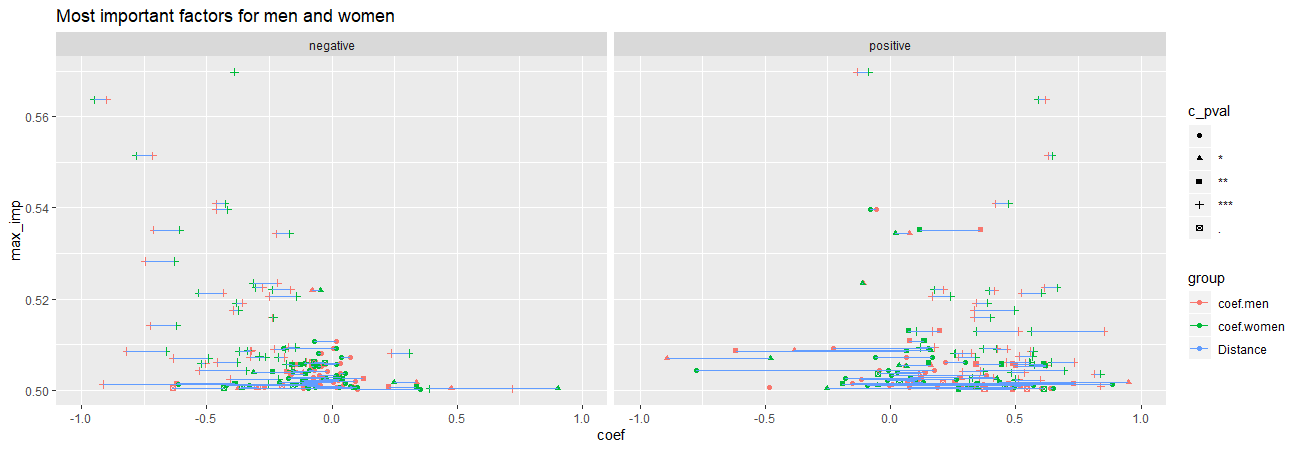 Most important factors for men and women
negative
positive
max_imp
0.56
0.54
0.52
0.50
-1.0 -0.5 0.0 0.5 1.0
-1.0 -0.5 0.0 0.5 1.0
coef
c_pval
*
**
***
.
group
coef.men
coef.women
Distance